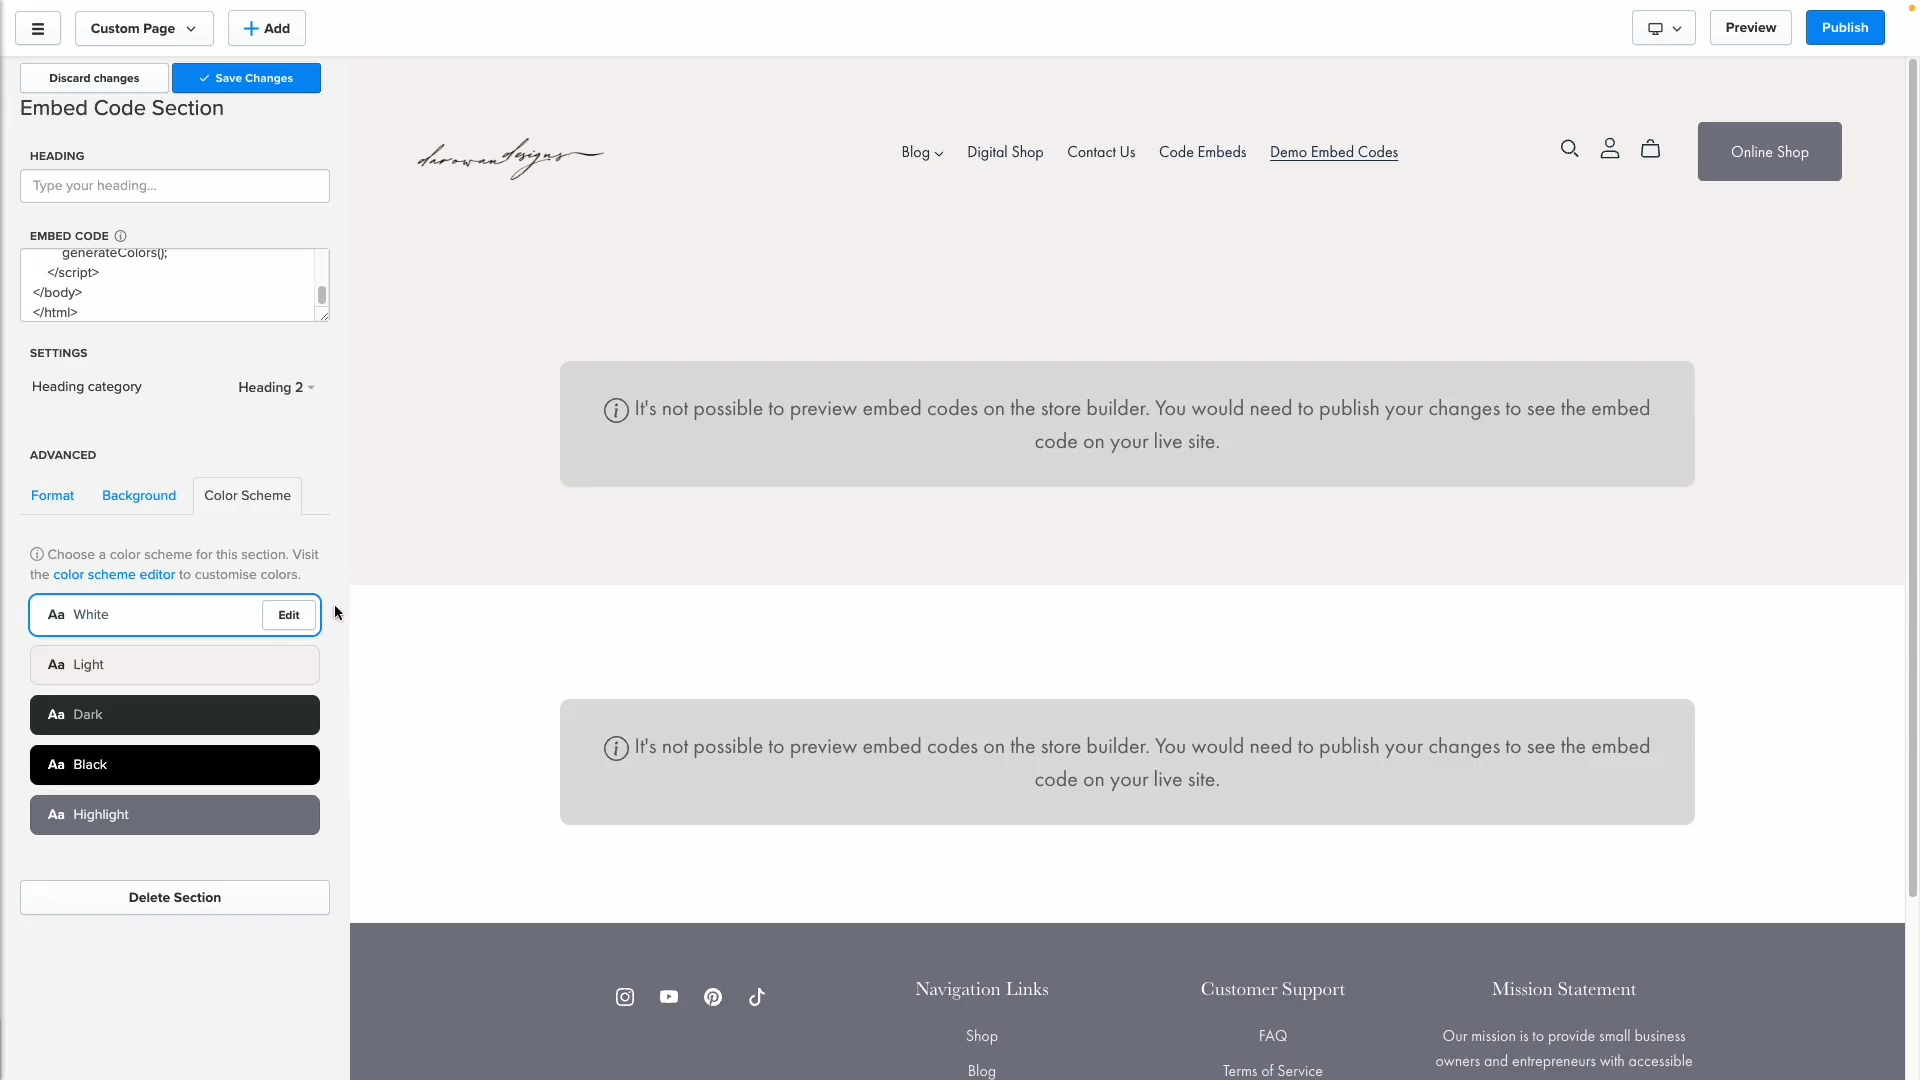 Custom Page
Add
Preview
Publish
Discard changes
Save Changes
Embed Code Section
HEADING
Type your heading...
EMBED CODE
generateColors();
</script>
</body>
</html>
SETTINGS
Heading category
Heading 2
ADVANCED
Format
Background
Color Scheme
Choose a color scheme for this section. Visit
the color scheme editor to customise colors.
Aa White
Edit
Aa Light
Aa Dark
Aa Black
Aa Highlight
Delete Section
darowandesigns
Blog
Digital Shop
Contact Us
Code Embeds
Demo Embed Codes
Online Shop
It's not possible to preview embed codes on the store builder. You would need to publish your changes to see the embed
code on your live site.
It's not possible to preview embed codes on the store builder. You would need to publish your changes to see the embed
code on your live site.
Navigation Links
Shop
Blog
Customer Support
FAQ
Terms of Service
Mission Statement
Our mission is to provide small business
owners and entrepreneurs with accessible